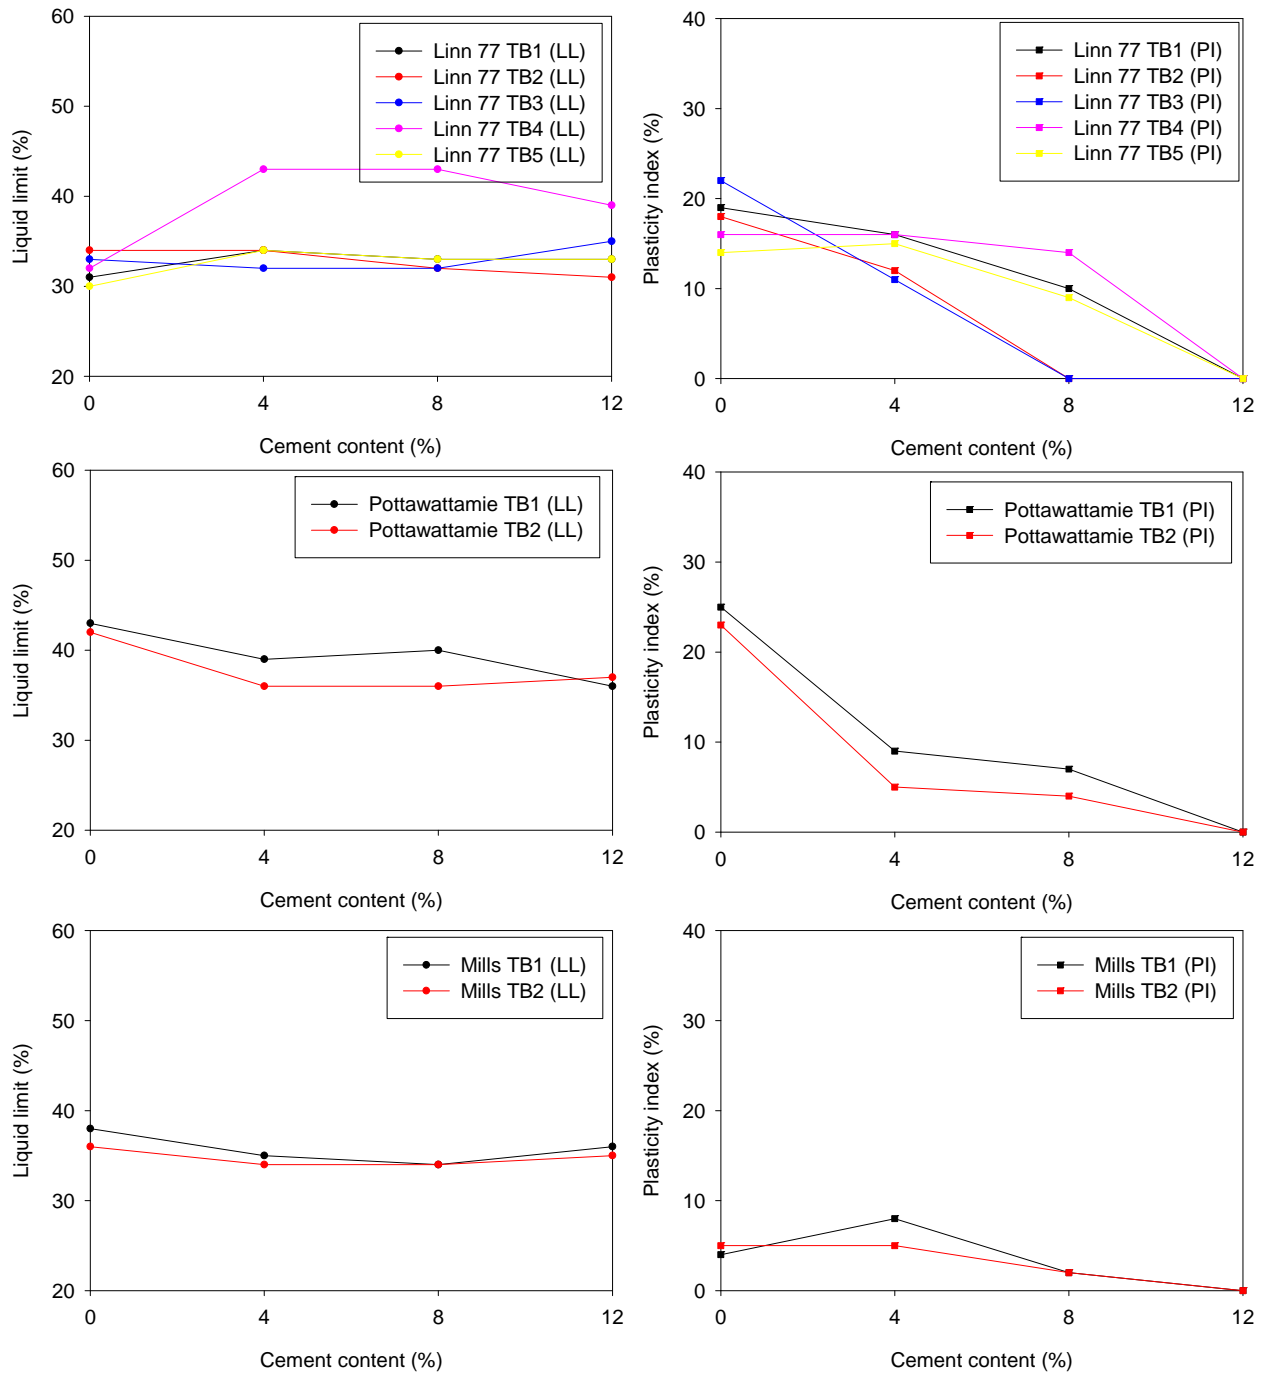 60
50
40
30
20
Liquid limit (%)
Linn 77 TB1 (LL)
Linn 77 TB2 (LL)
Linn 77 TB3 (LL)
Linn 77 TB4 (LL)
Linn 77 TB5 (LL)
0 4 8 12
Cement content (%)
40
30
20
10
0
Plasticity index (%)
Linn 77 TB1 (PI)
Linn 77 TB2 (PI)
Linn 77 TB3 (PI)
Linn 77 TB4 (PI)
Linn 77 TB5 (PI)
0 4 8 12
Cement content (%)
60
50
40
30
20
Liquid limit (%)
Pottawattamie TB1 (LL)
Pottawattamie TB2 (LL)
0 4 8 12
Cement content (%)
40
30
20
10
0
Plasticity index (%)
Pottawattamie TB1 (PI)
Pottawattamie TB2 (PI)
0 4 8 12
Cement content (%)
60
50
40
30
20
Liquid limit (%)
Mills TB1 (LL)
Mills TB2 (LL)
0 4 8 12
Cement content (%)
40
30
20
10
0
Plasticity index (%)
Mills TB1 (PI)
Mills TB2 (PI)
0 4 8 12
Cement content (%)